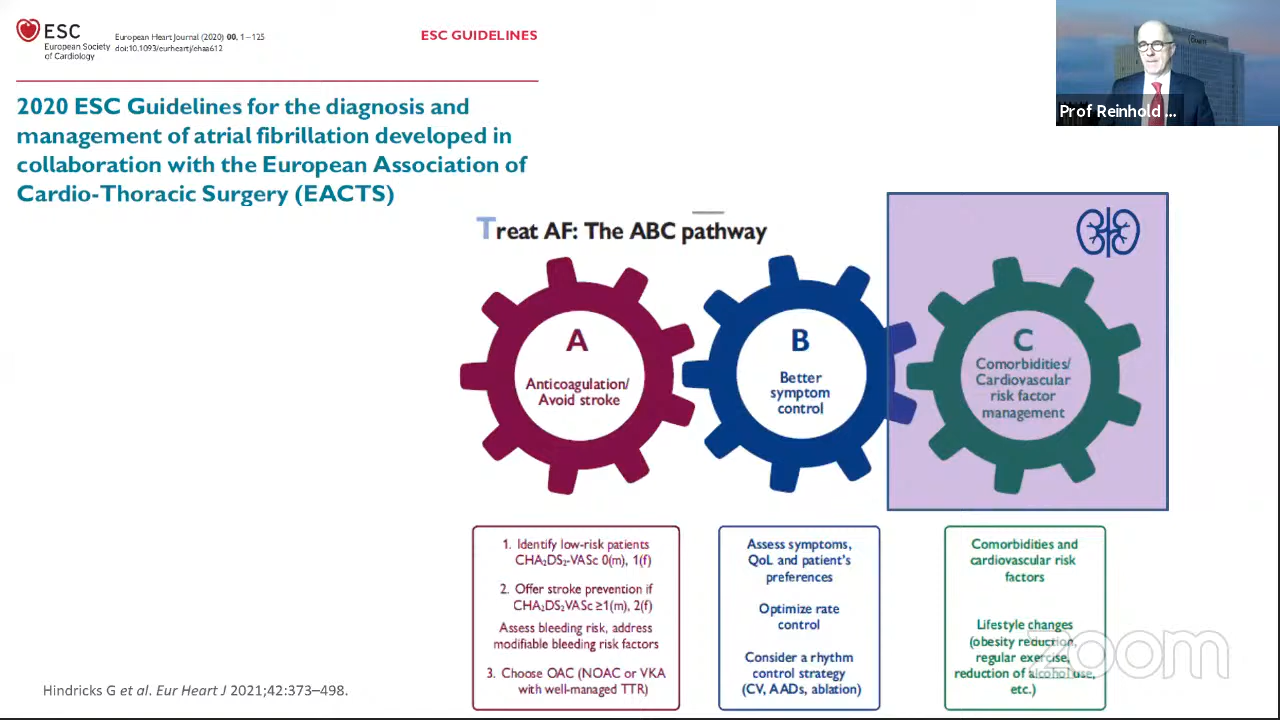 ESC
European Society
of Cardiology
European Heart Journal (2020) 00, 1–125
doi:10.1093/eurheartj/ehaa612
ESC GUIDELINES
Prof Reinhold ...
2020 ESC Guidelines for the diagnosis and
management of atrial fibrillation developed in
collaboration with the European Association of
Cardio-Thoracic Surgery (EACTS)
Treat AF: The ABC pathway
A
Anticoagulation/
Avoid stroke
B
Better
symptom
control
C
Comorbidities/
Cardiovascular
risk factor
management
1. Identify low-risk patients
CHA₂DS₂-VASc 0(m), 1(f)
2. Offer stroke prevention if
CHA₂DS₂VASc ≥1(m), 2(f)
Assess bleeding risk, address
modifiable bleeding risk factors
3. Choose OAC (NOAC or VKA
with well-managed TTR)
Assess symptoms,
QoL and patient's
preferences
Optimize rate
control
Consider a rhythm
control strategy
(CV, AADs, ablation)
Comorbidities and
cardiovascular risk
factors
Lifestyle changes
(obesity reduction,
regular exercise,
reduction of alcohol use,
etc.)
zoom
Hindricks G et al. Eur Heart J 2021;42:373–498.